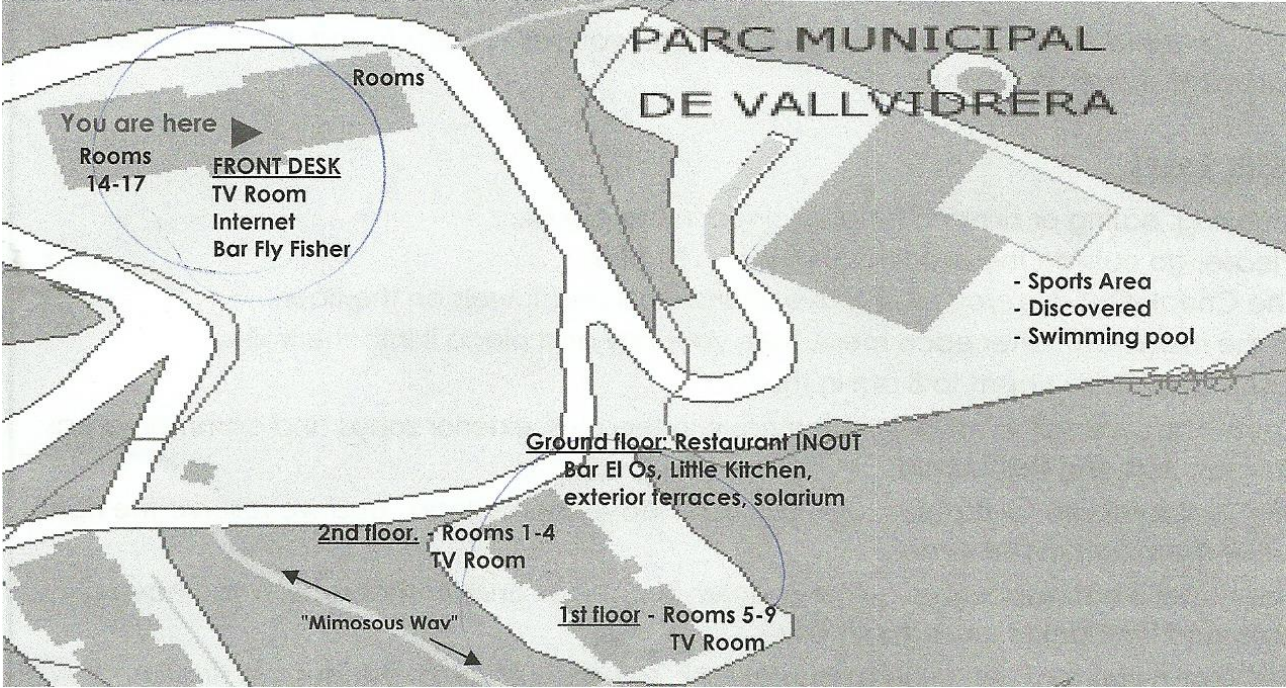 PARC MUNICIPAL
DE VALLVIDRERA
Rooms
You are here
Rooms
14-17
FRONT DESK
TV Room
Internet
Bar Fly Fisher
- Sports Area
- Discovered
- Swimming pool
Ground floor: Restaurant INOUT
Bar El Os, Little Kitchen,
exterior terraces, solarium
2nd floor. - Rooms 1-4
TV Room
1st floor - Rooms 5-9
TV Room
"Mimosous Way"